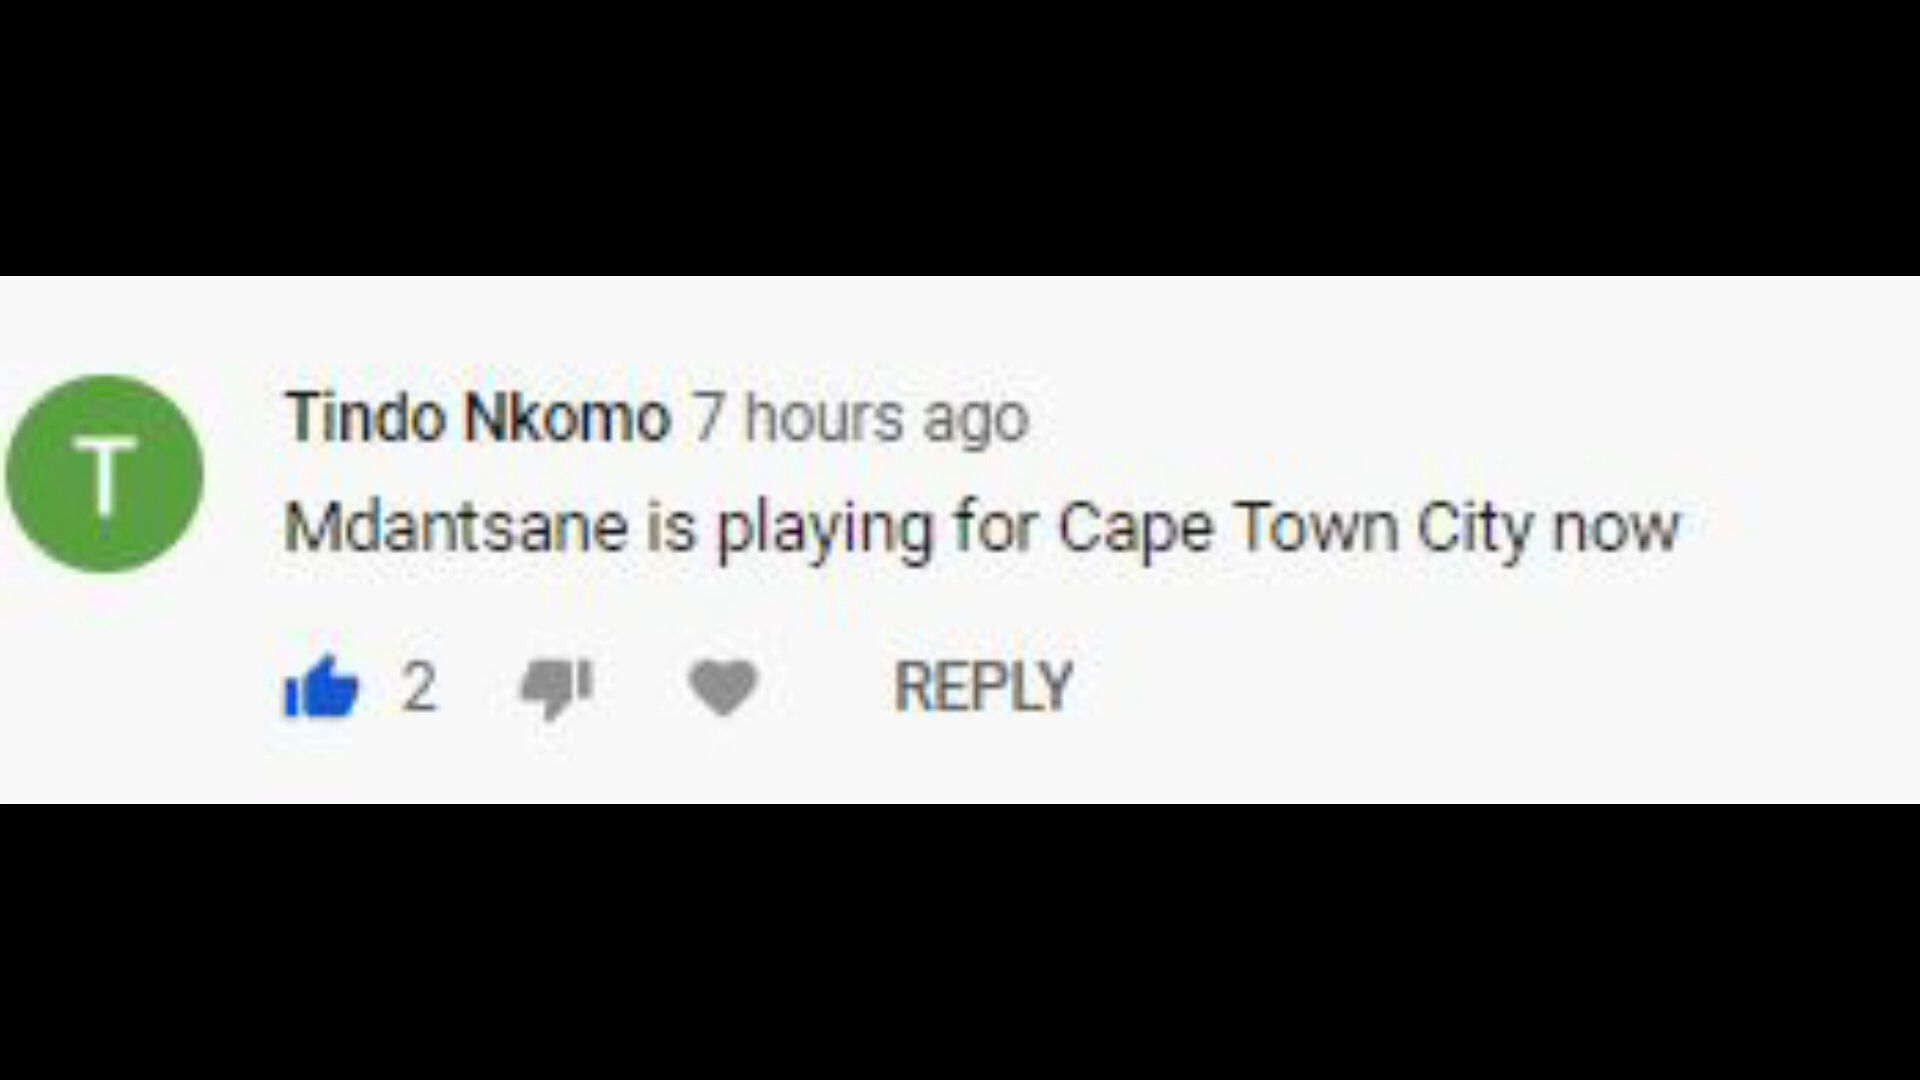 T
Tindo Nkomo 7 hours ago
Mdantsane is playing for Cape Town City now
2 REPLY